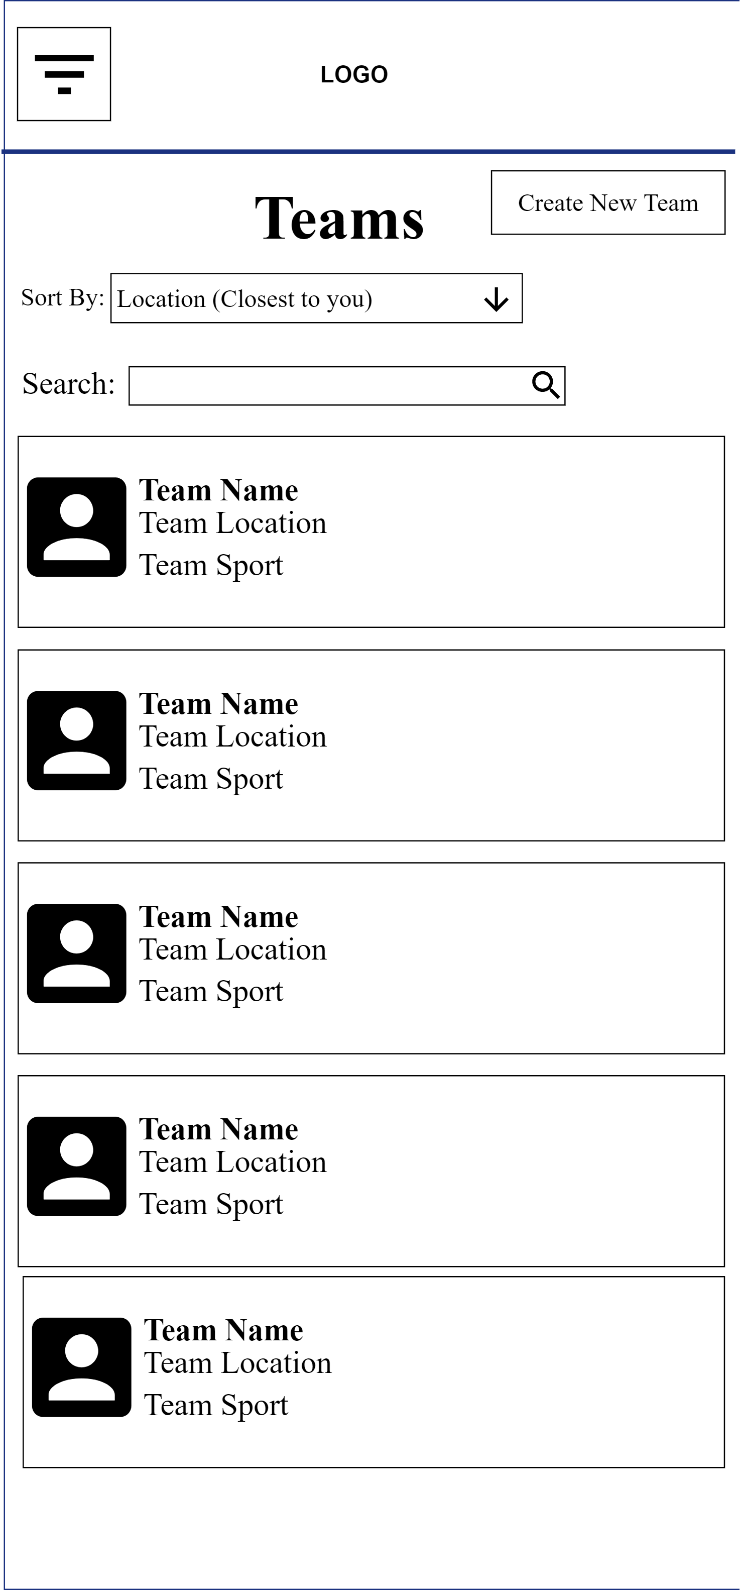 LOGO
Teams
Create New Team
Sort By: Location (Closest to you)
Search:
Team Name
Team Location
Team Sport
Team Name
Team Location
Team Sport
Team Name
Team Location
Team Sport
Team Name
Team Location
Team Sport
Team Name
Team Location
Team Sport